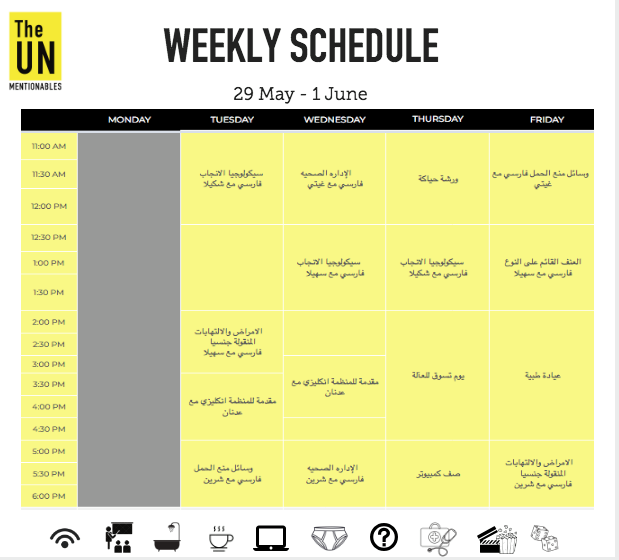 The
UN
MENTIONABLES
WEEKLY SCHEDULE
29 May - 1 June
MONDAY TUESDAY WEDNESDAY THURSDAY FRIDAY
11:00 AM
11:30 AM
12:00 PM
سيكولوجيا الانجاب
فارسي مع شكيلا
الإداره الصحيه
فارسي مع غيتي
ورشة حياكة
وسائل منع الحمل فارسي مع
غيتي
12:30 PM
1:00 PM
1:30 PM
سيكولوجيا الانجاب
فارسي مع سهيلا
سيكولوجيا الانجاب
فارسي مع شكيلا
العنف القائم على النوع
فارسي مع سهيلا
2:00 PM
2:30 PM
3:00 PM
3:30 PM
4:00 PM
4:30 PM
الامراض والالتهابات
المنقولة جنسيا
فارسي مع سهيلا
مقدمة للمنظمة انكليزي مع
عدنان
مقدمة للمنظمة انكليزي مع
عدنان
يوم تسوق للعالة
عيادة طبية
5:00 PM
5:30 PM
6:00 PM
وسائل منع الحمل
فارسي مع شرين
الإداره الصحيه
فارسي مع شرين
صف كمبيوتر
الامراض والالتهابات
المنقولة جنسيا
فارسي مع شرين